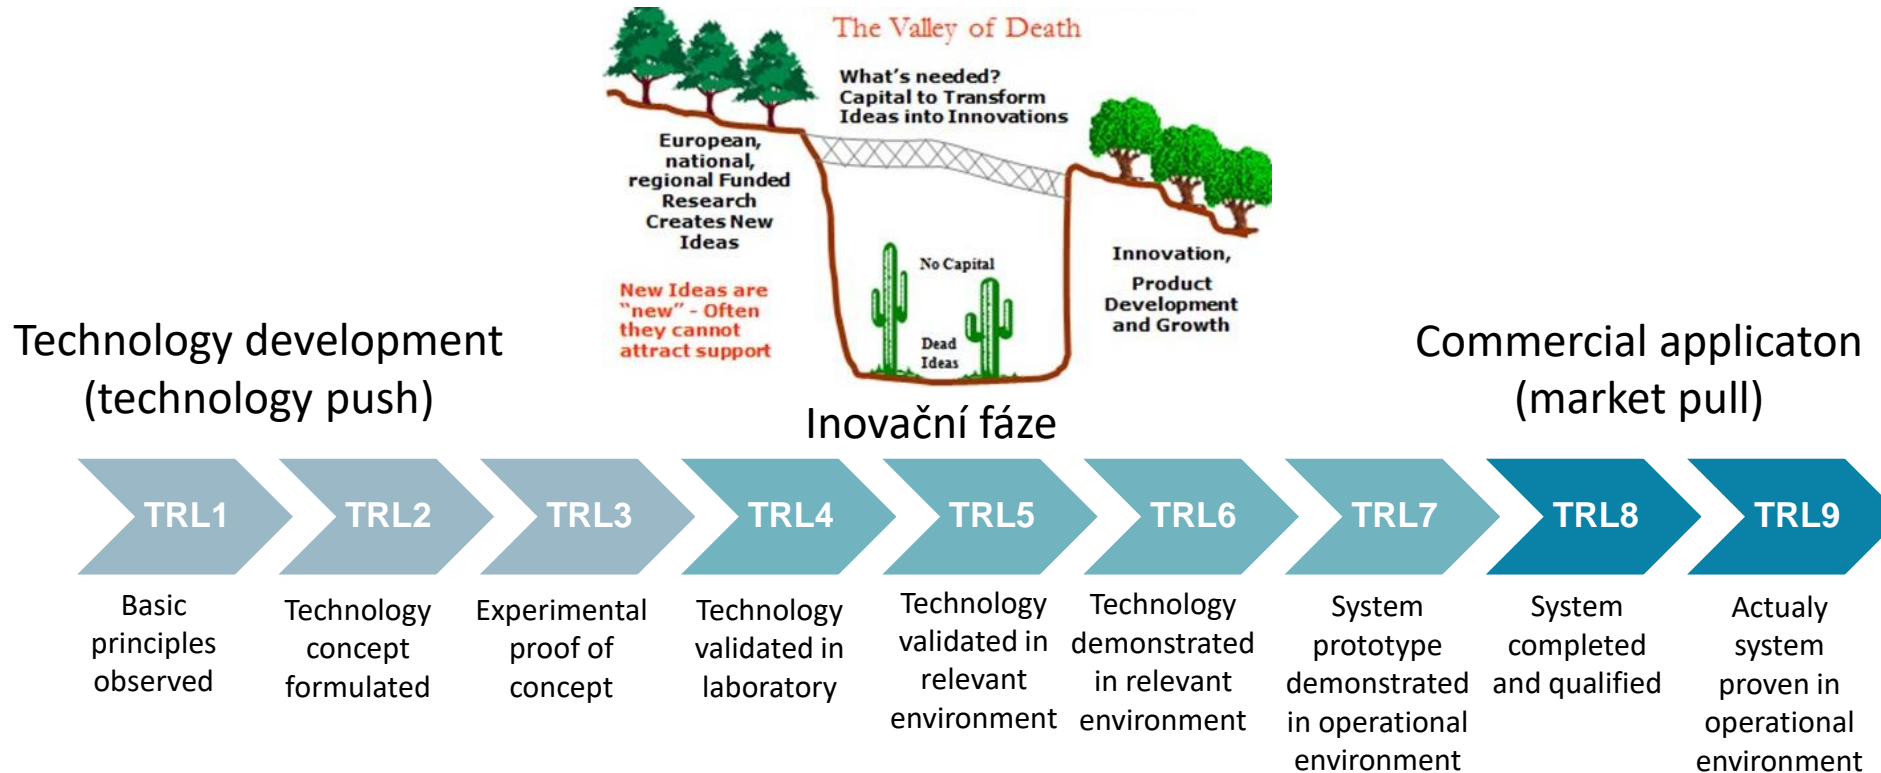 The Valley of Death
What's needed?
Capital to Transform
Ideas into Innovations
European,
national,
regional Funded
Research
Creates New
Ideas
New Ideas are
“new” - Often
they cannot
attract support
No Capital
Dead
Ideas
Innovation,
Product
Development
and Growth
Technology development
(technology push)
Inovační fáze
Commercial applicaton
(market pull)
TRL1
TRL2
TRL3
TRL4
TRL5
TRL6
TRL7
TRL8
TRL9
Basic
principles
observed
Technology
concept
formulated
Experimental
proof of
concept
Technology
validated in
laboratory
Technology
validated in
relevant
environment
Technology
demonstrated
in relevant
environment
System
prototype
demonstrated
in operational
environment
System
completed
and qualified
Actualy
system
proven in
operational
environment